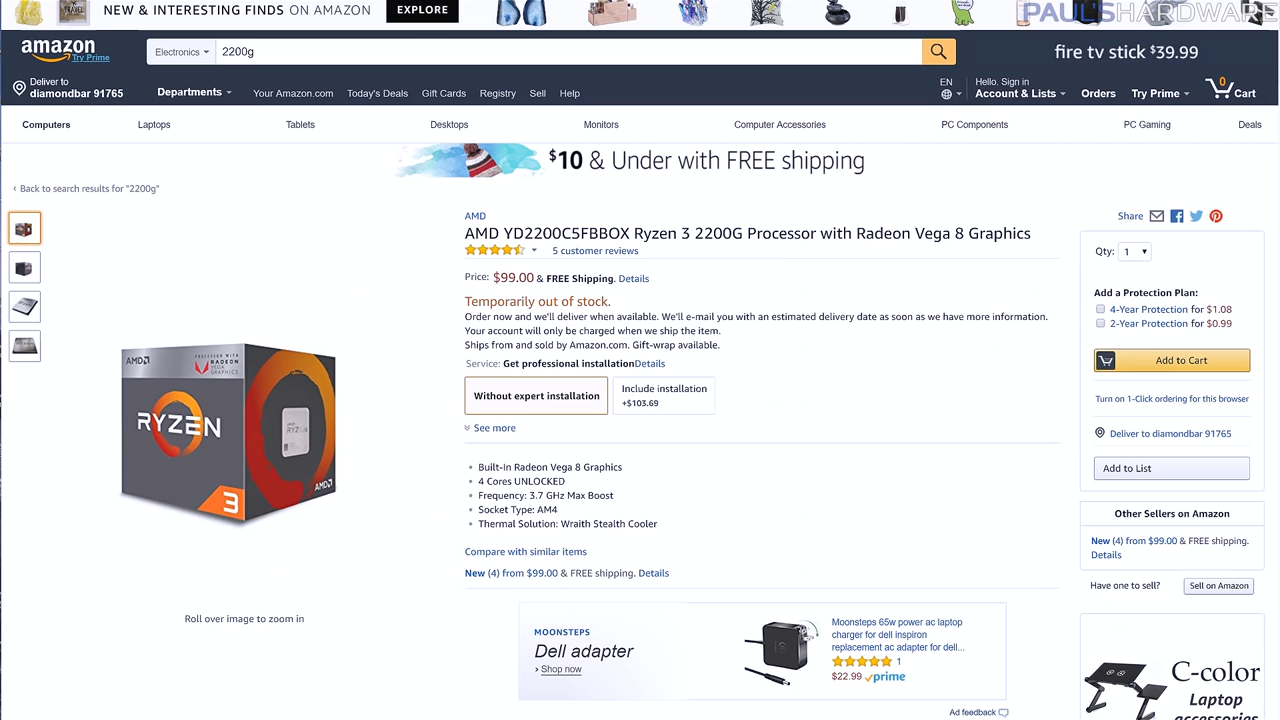 NEW & INTERESTING FINDS ON AMAZON
EXPLORE
PAUL'SHARDWARE
amazon
Try Prime
Electronics
2200g
fire tv stick $39.99
Deliver to
diamondbar 91765
Departments
Your Amazon.com
Today's Deals
Gift Cards
Registry
Sell
Help
EN
Hello. Sign in
Account & Lists
Orders
Try Prime
0
Cart
Computers
Laptops
Tablets
Desktops
Monitors
Computer Accessories
PC Components
PC Gaming
Deals
$10 & Under with FREE shipping
‹ Back to search results for "2200g"
AMD
AMD YD2200C5FBBOX Ryzen 3 2200G Processor with Radeon Vega 8 Graphics
5 customer reviews
Price: $99.00 & FREE Shipping. Details
Temporarily out of stock.
Order now and we'll deliver when available. We'll e-mail you with an estimated delivery date as soon as we have more information.
Your account will only be charged when we ship the item.
Ships from and sold by Amazon.com. Gift-wrap available.
Service: Get professional installationDetails
Without expert installation
Include installation
+$103.69
See more
• Built-In Radeon Vega 8 Graphics
• 4 Cores UNLOCKED
• Frequency: 3.7 GHz Max Boost
• Socket Type: AM4
• Thermal Solution: Wraith Stealth Cooler
Compare with similar items
New (4) from $99.00 & FREE shipping. Details
AMD
PROCESSOR WITH
RADEON
VEGA
GRAPHICS
RYZEN
3
RYZEN
AMD
Roll over image to zoom in
MOONSTEPS
Dell adapter
› Shop now
Moonsteps 65w power ac laptop
charger for dell inspiron
replacement ac adapter for dell...
1
$22.99 prime
Ad feedback
Share
Qty: 1
Add a Protection Plan:
4-Year Protection for $1.08
2-Year Protection for $0.99
Add to Cart
Turn on 1-Click ordering for this browser
Deliver to diamondbar 91765
Add to List
Other Sellers on Amazon
New (4) from $99.00 & FREE shipping.
Details
Have one to sell?
Sell on Amazon
C-color
Laptop
accessories